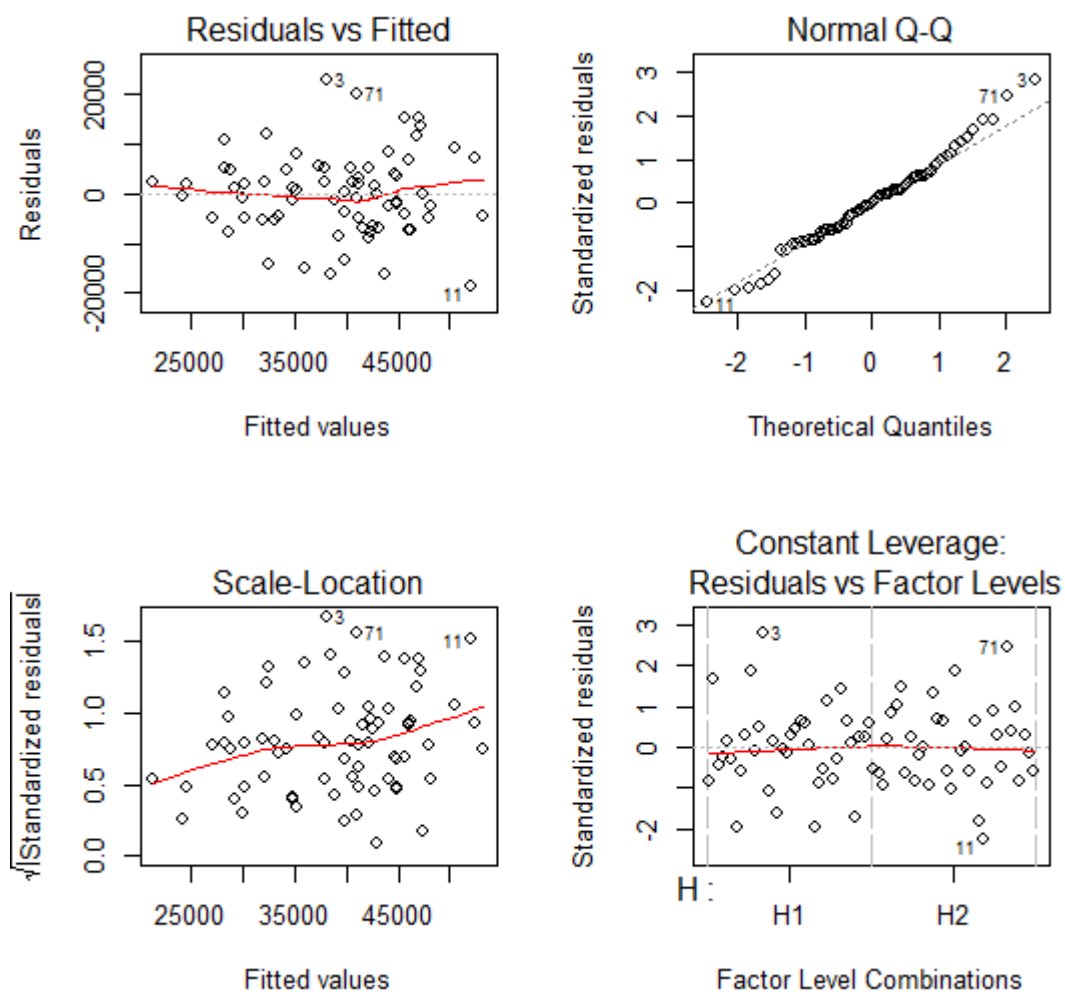 Residuals vs Fitted
Residuals
20000
0
-20000
3
71
11
25000 35000 45000
Fitted values
Normal Q-Q
Standardized residuals
3
2
1
0
-2
3
71
11
-2 -1 0 1 2
Theoretical Quantiles
Scale-Location
√|Standardized residuals|
1.5
1.0
0.5
0.0
3
71
11
25000 35000 45000
Fitted values
Constant Leverage:
Residuals vs Factor Levels
Standardized residuals
3
2
1
0
-2
3
71
11
H :
H1 H2
Factor Level Combinations